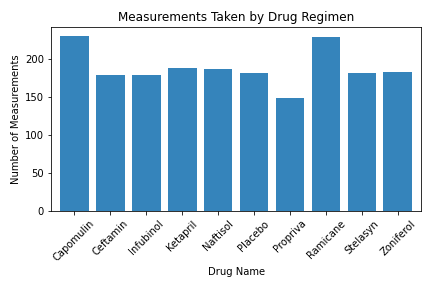 Measurements Taken by Drug Regimen
Number of Measurements
200
150
100
50
0
Capomulin
Ceftamin
Infubinol
Ketapril
Naftisol
Placebo
Propriva
Ramicane
Stelasyn
Zoniferol
Drug Name